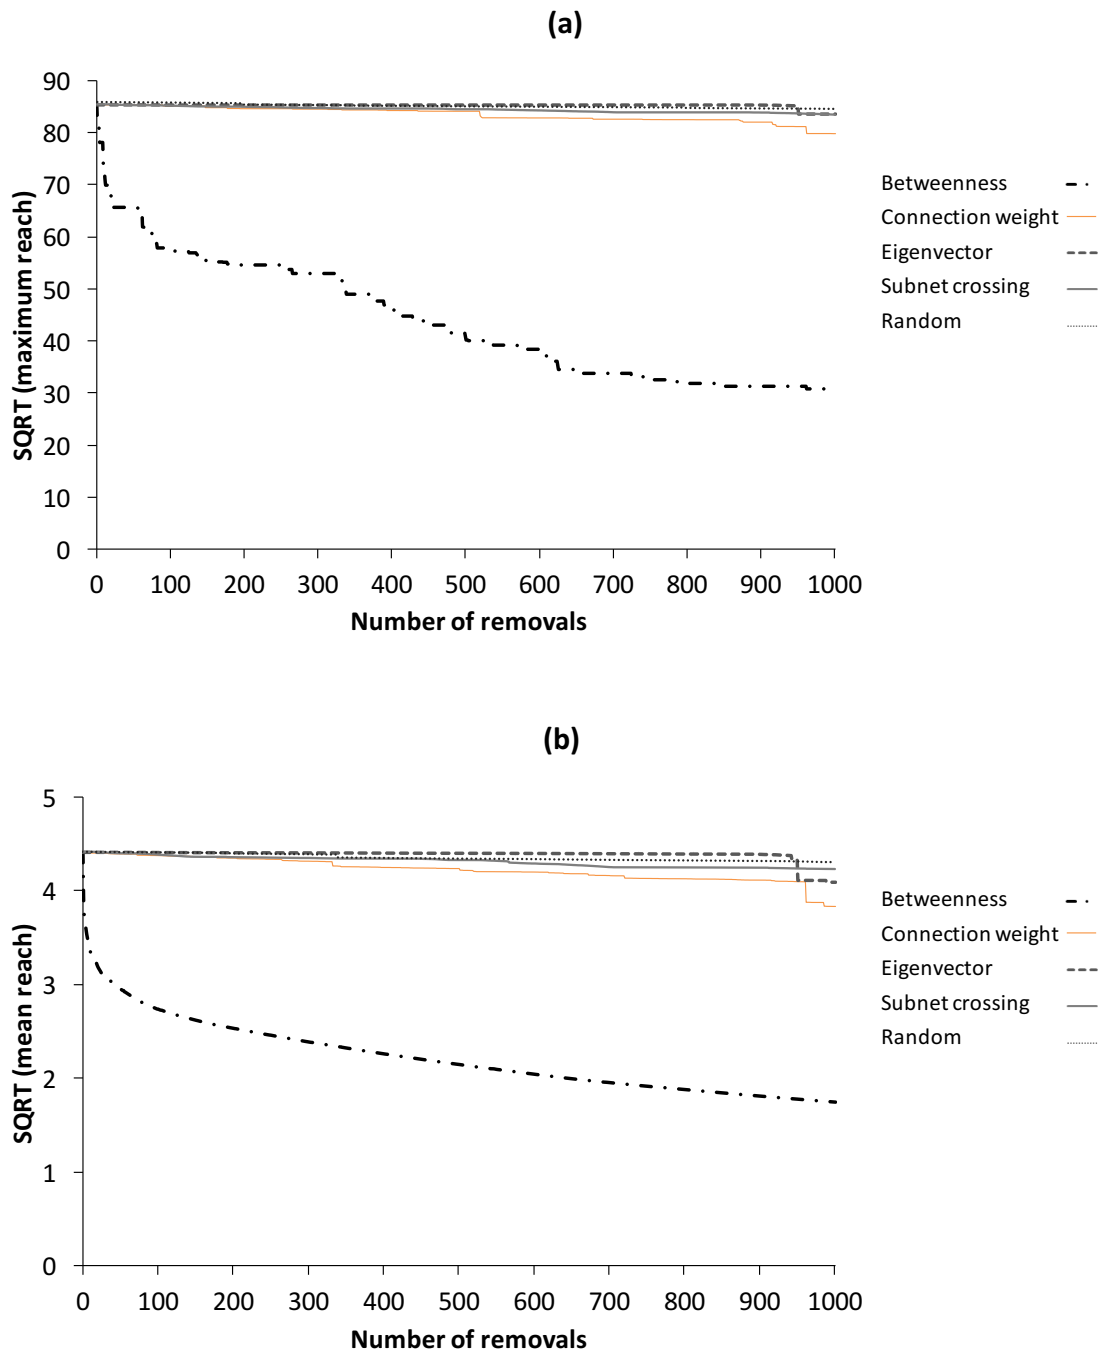 (a)
SQRT (maximum reach)
90
80
70
60
50
40
30
20
10
0
0 100 200 300 400 500 600 700 800 900 1000
Number of removals
Betweenness
Connection weight
Eigenvector
Subnet crossing
Random
(b)
SQRT (mean reach)
5
4
3
2
1
0
0 100 200 300 400 500 600 700 800 900 1000
Number of removals
Betweenness
Connection weight
Eigenvector
Subnet crossing
Random